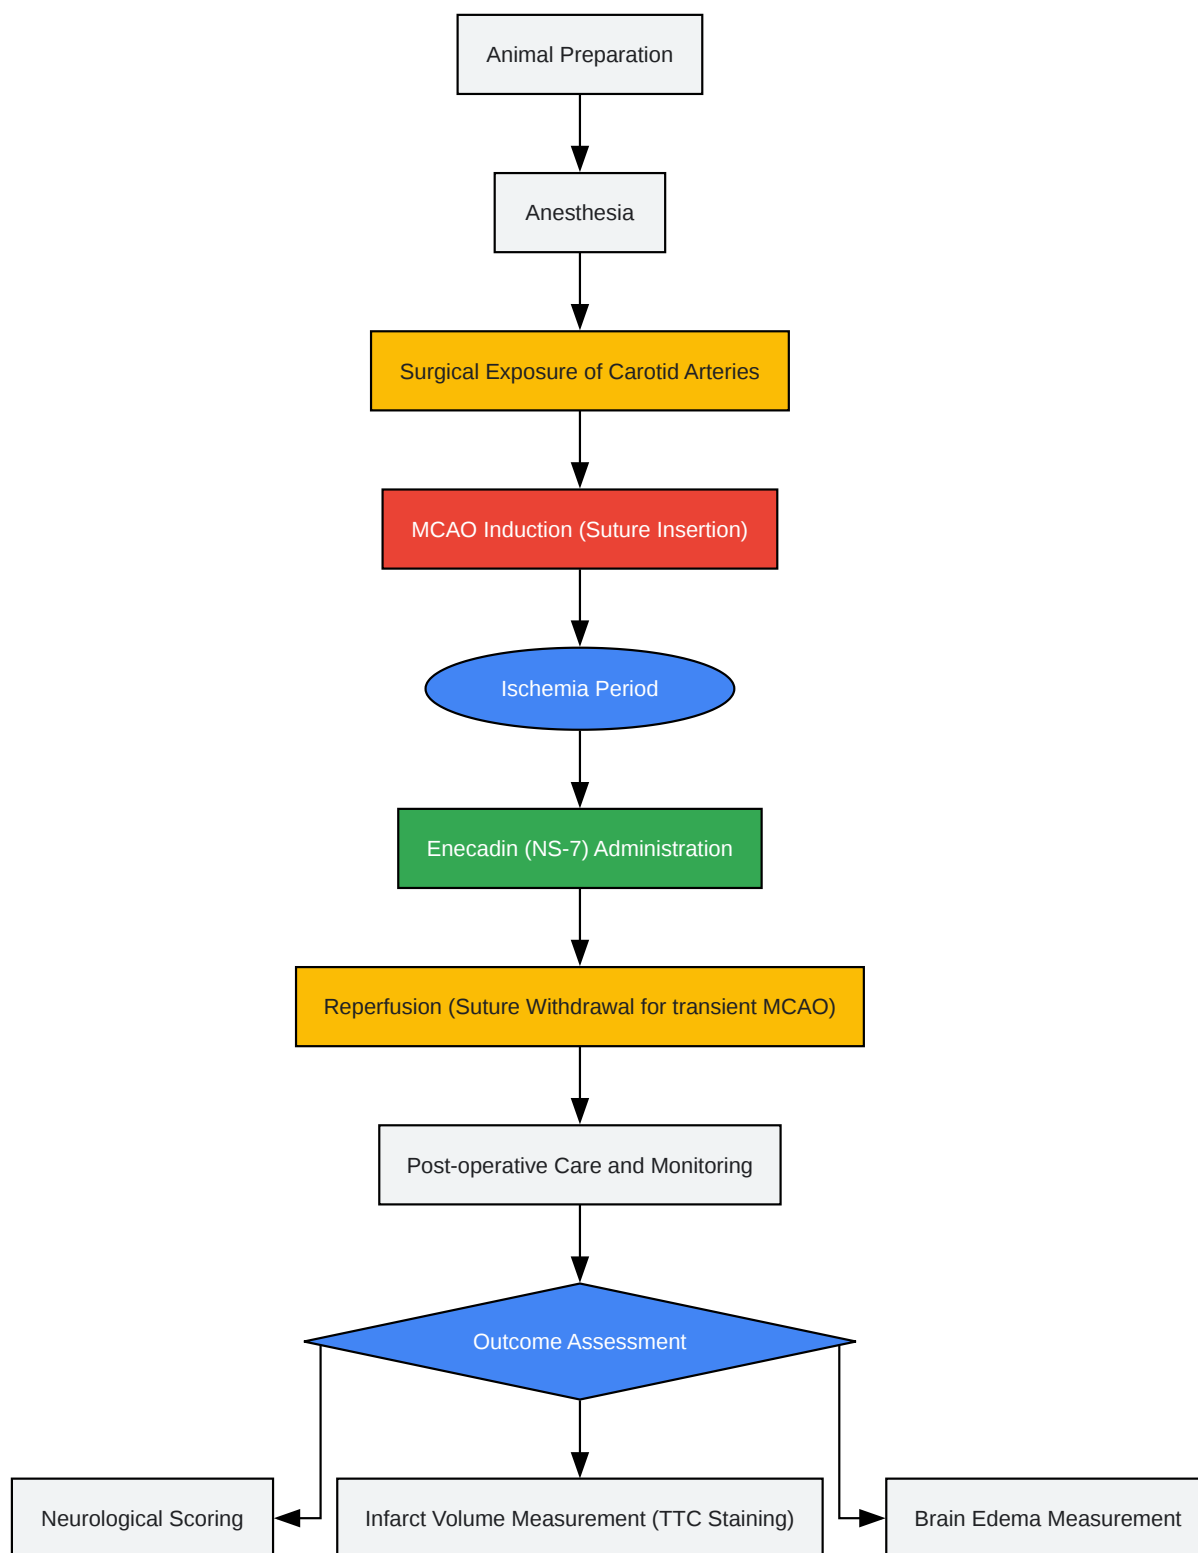 Animal Preparation
Anesthesia
Surgical Exposure of Carotid Arteries
MCAO Induction (Suture Insertion)
Ischemia Period
Enecadin (NS-7) Administration
Reperfusion (Suture Withdrawal for transient MCAO)
Post-operative Care and Monitoring
Outcome Assessment
Neurological Scoring
Infarct Volume Measurement (TTC Staining)
Brain Edema Measurement